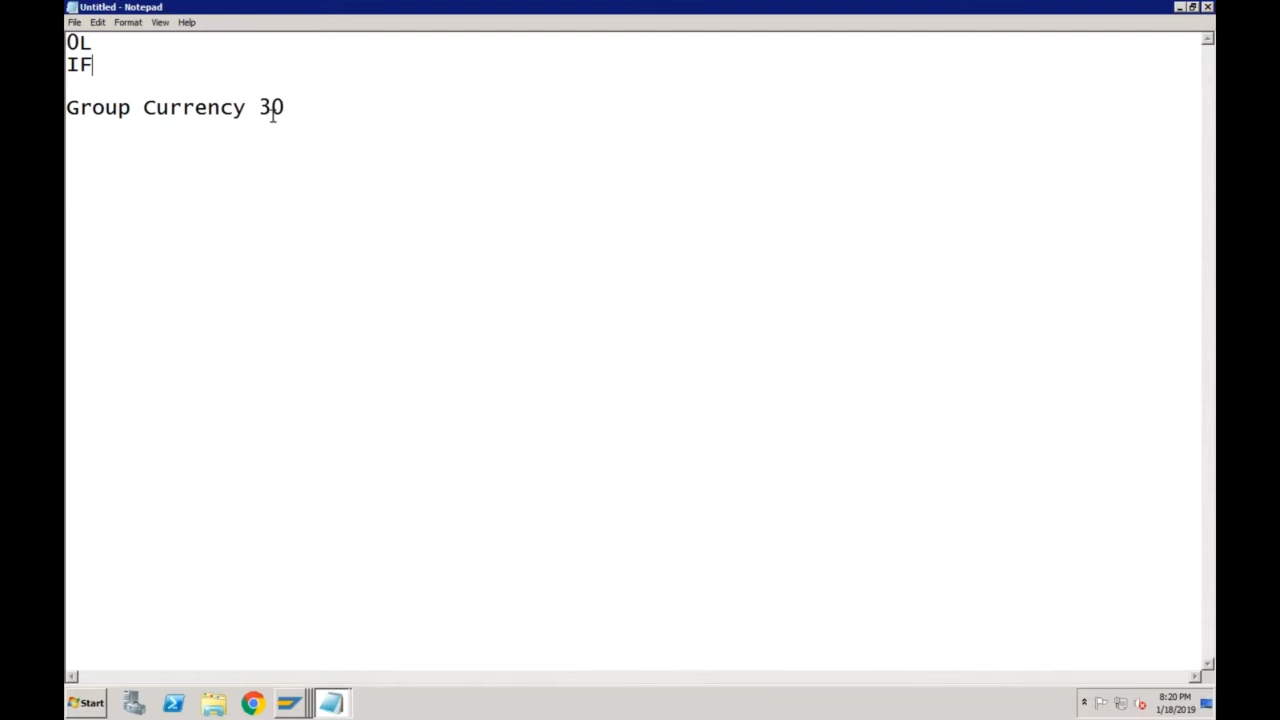 Untitled - Notepad
File Edit Format View Help
0L
IF
Group Currency 30
Start
8:20 PM
1/18/2019